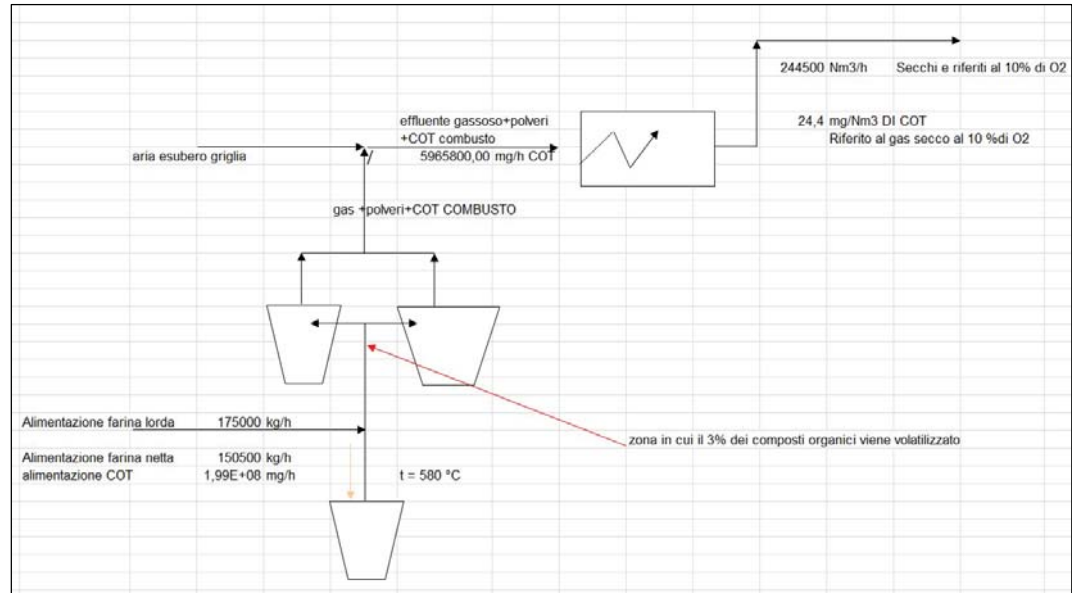 244500 Nm3/h Secchi e riferiti al 10% di O2
effluente gassoso+polveri
+COT combusto
24,4 mg/Nm3 DI COT
Riferito al gas secco al 10 %di O2
aria esubero griglia
/ 5965800,00 mg/h COT
gas +polveri+COT COMBUSTO
Alimentazione farina lorda 175000 kg/h
zona in cui il 3% dei composti organici viene volatilizzato
Alimentazione farina netta 150500 kg/h
alimentazione COT 1,99E+08 mg/h t = 580 °C